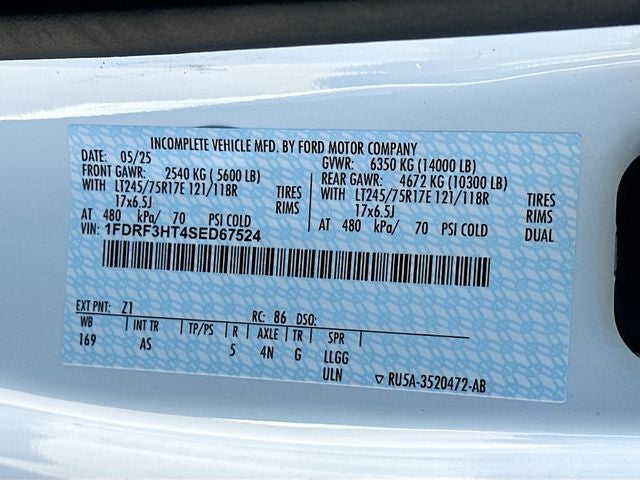 INCOMPLETE VEHICLE MFD. BY FORD MOTOR COMPANY
DATE: 05/25 GVWR: 6350 KG (14000 LB)
FRONT GAWR: 2540 KG ( 5600 LB) REAR GAWR: 4672 KG (10300 LB)
WITH LT245/75R17E 121/118R TIRES WITH LT245/75R17E 121/118R TIRES
17x6.5J RIMS 17x6.5J RIMS
AT 480 kPa/ 70 PSI COLD AT 480 kPa/ 70 PSI COLD DUAL
VIN: 1FDRF3HT4SED67524
EXT PNT: Z1 RC: 86 DSO:
WB INT TR TP/PS R AXLE TR SPR
169 AS 5 4N G LLGG
ULN ▽ RU5A-3520472-AB